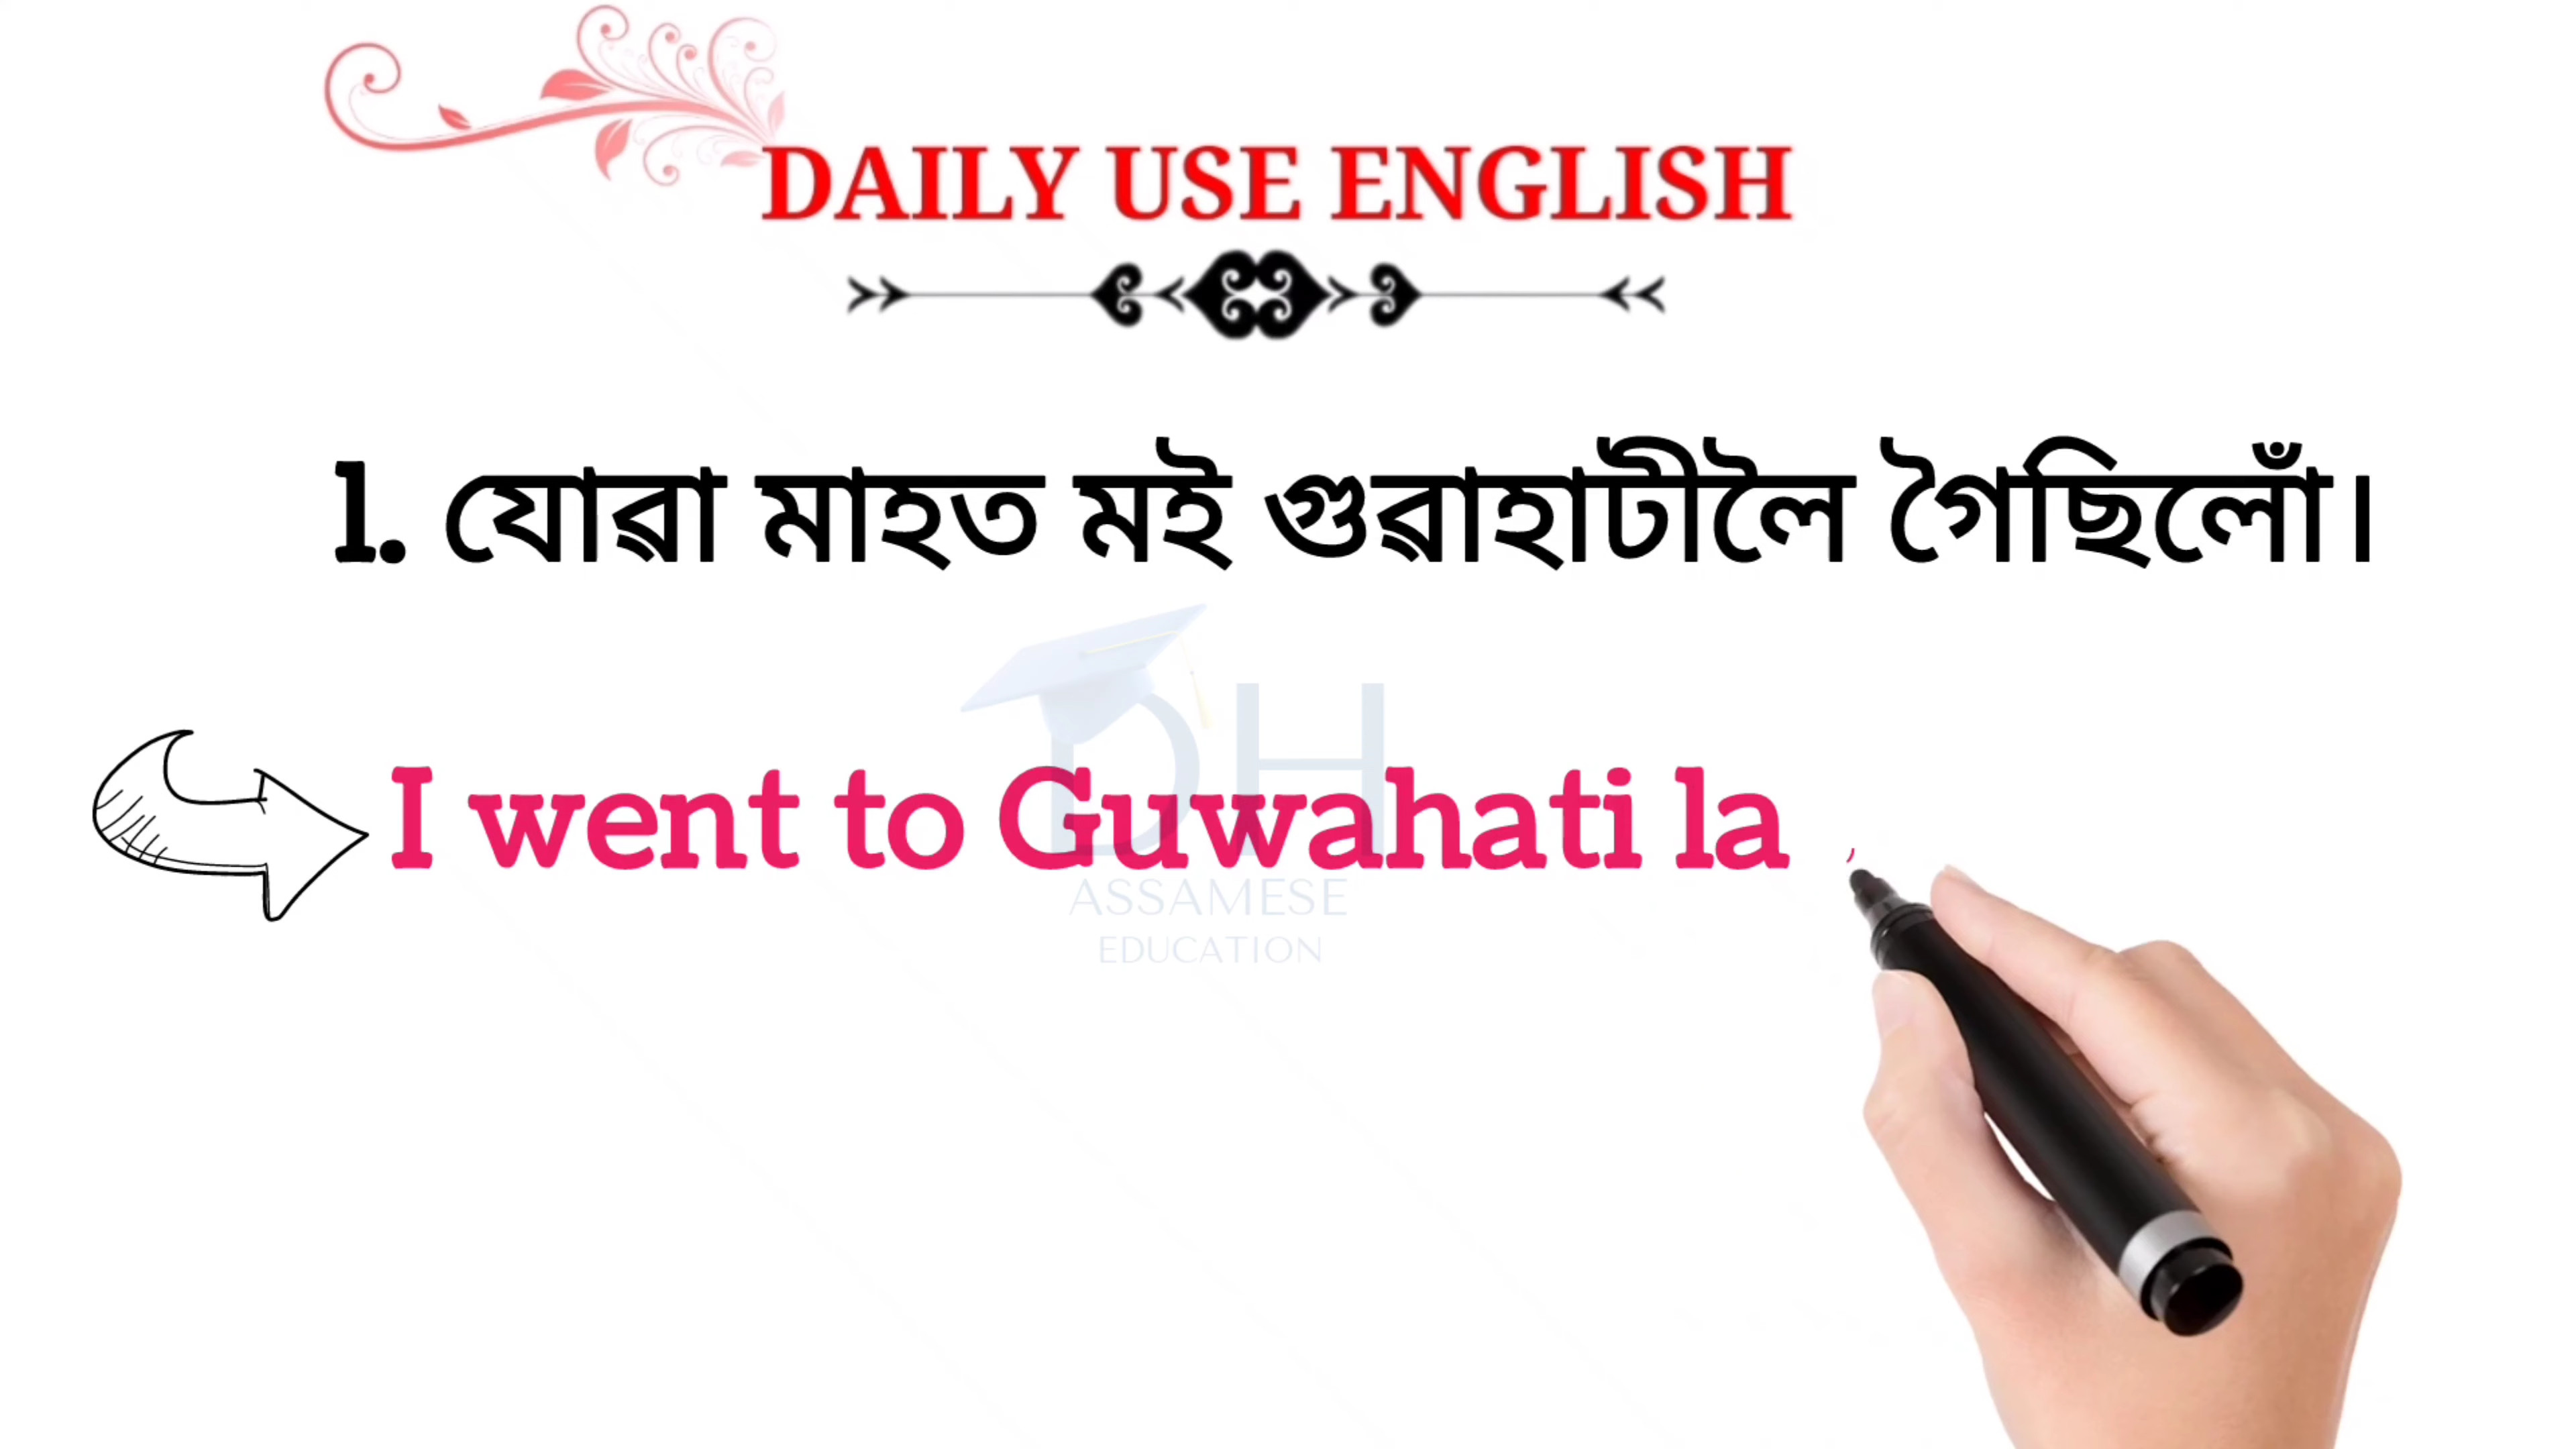 DAILY USE ENGLISH
1. যোৱা মাহত মই গুৱাহাটীলৈ গৈছিলোঁ।
I went to Guwahati la
DH
ASSAMESE
EDUCATION